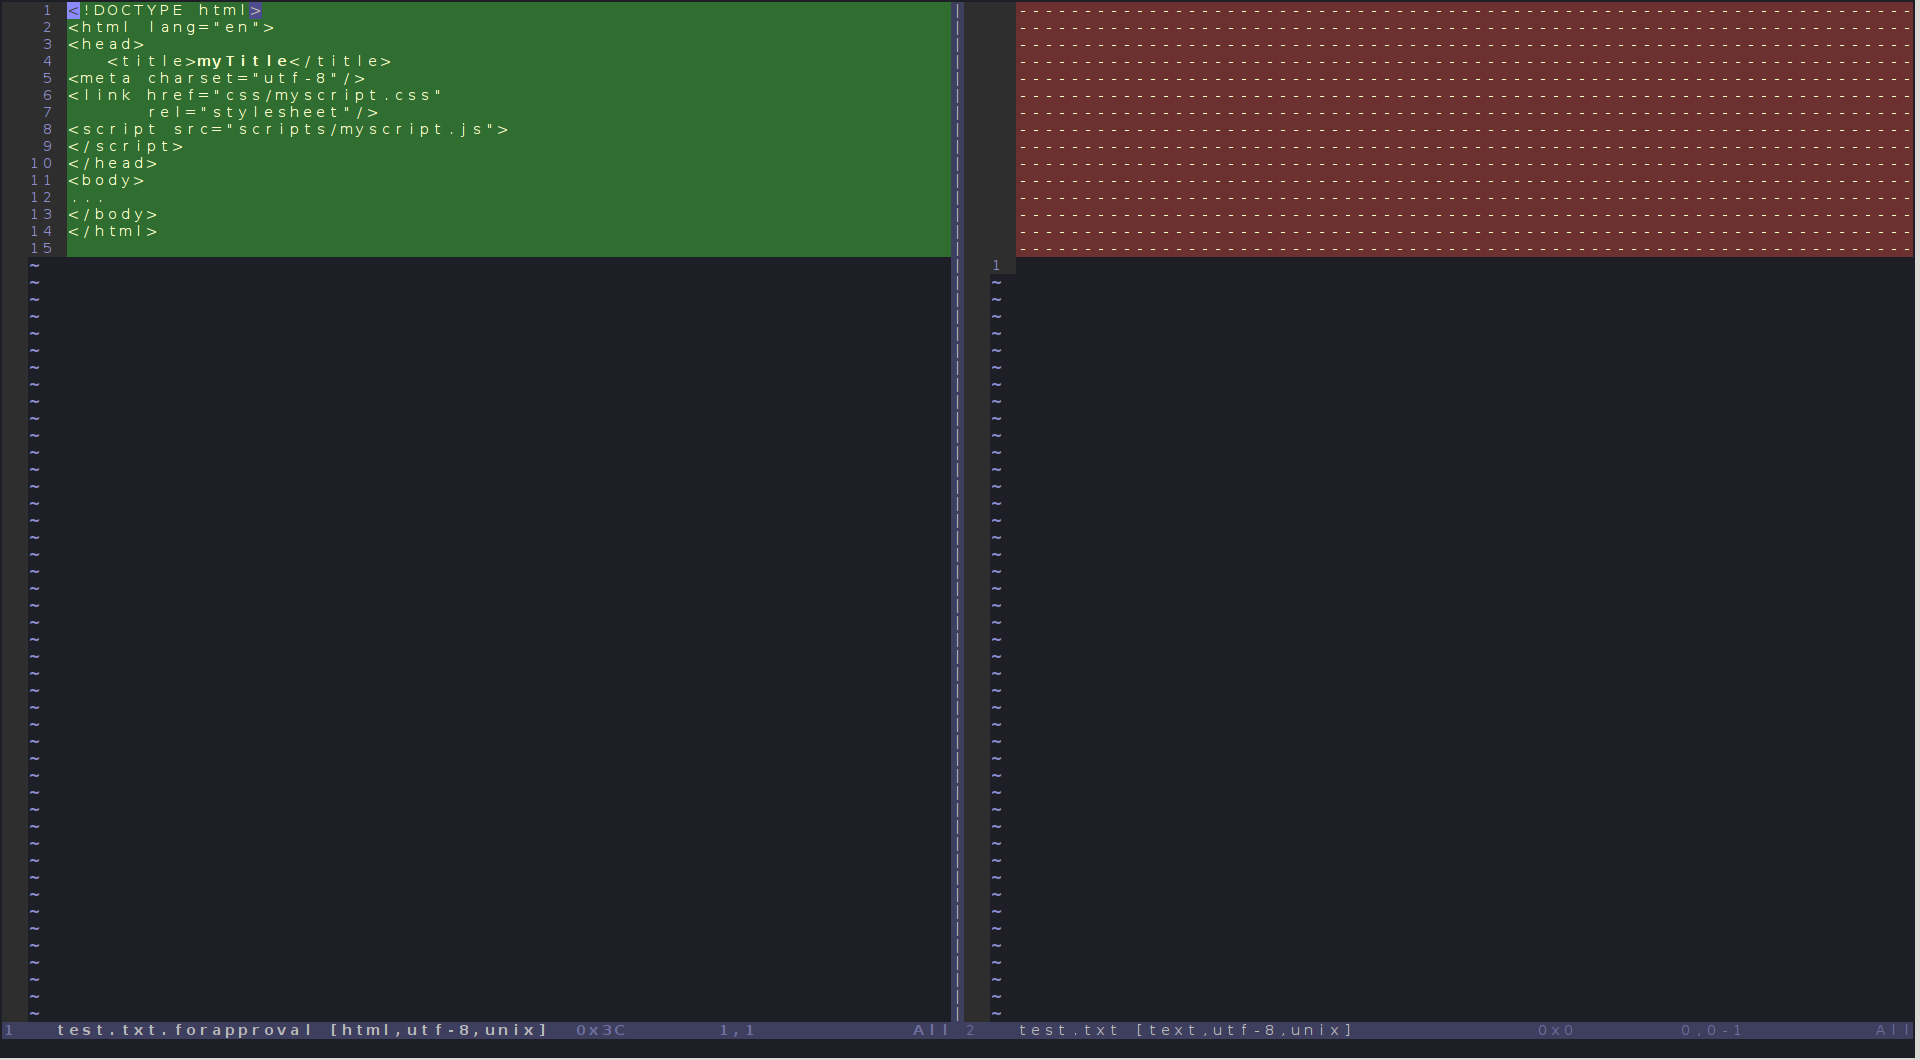 1 <!DOCTYPE html>
2 <html lang="en">
3 <head>
4     <title>myTitle</title>
5 <meta charset="utf-8"/>
6 <link href="css/myscript.css"
7       rel="stylesheet"/>
8 <script src="scripts/myscript.js">
9 </script>
10 </head>
11 <body>
12 ...
13 </body>
14 </html>
15
1
1 test.txt.forapproval [html,utf-8,unix] 0x3C 1,1 All
2 test.txt [text,utf-8,unix] 0x0 0,0-1 All